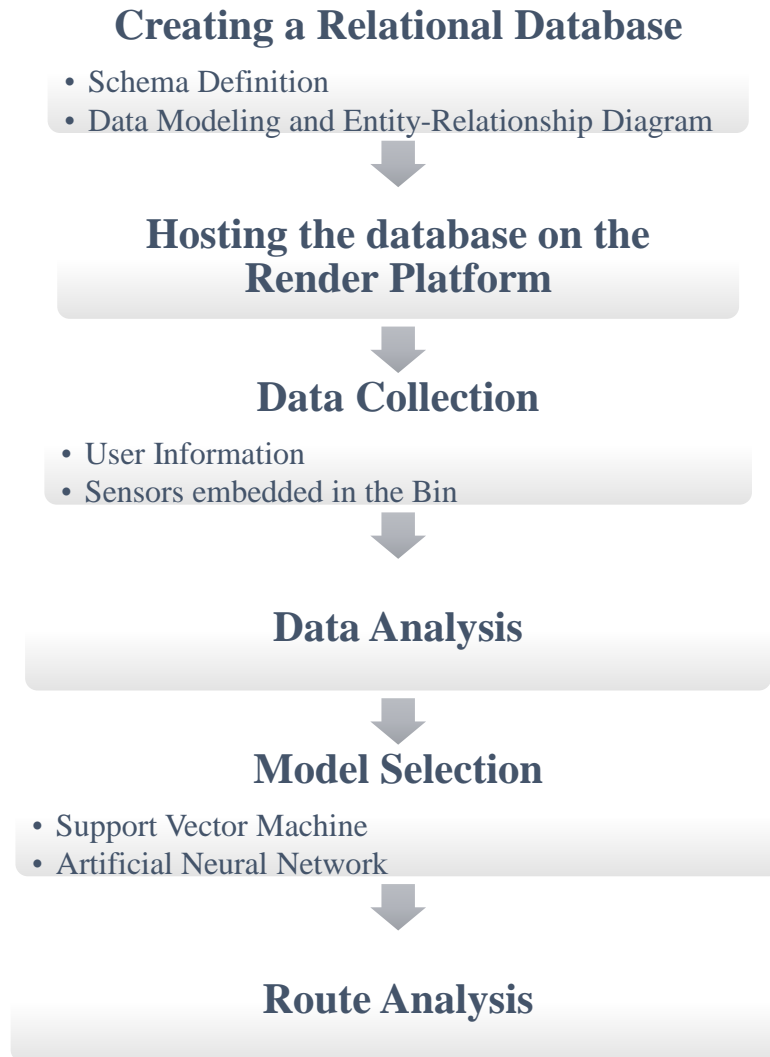 Creating a Relational Database
• Schema Definition
• Data Modeling and Entity-Relationship Diagram
Hosting the database on the
Render Platform
Data Collection
• User Information
• Sensors embedded in the Bin
Data Analysis
Model Selection
• Support Vector Machine
• Artificial Neural Network
Route Analysis